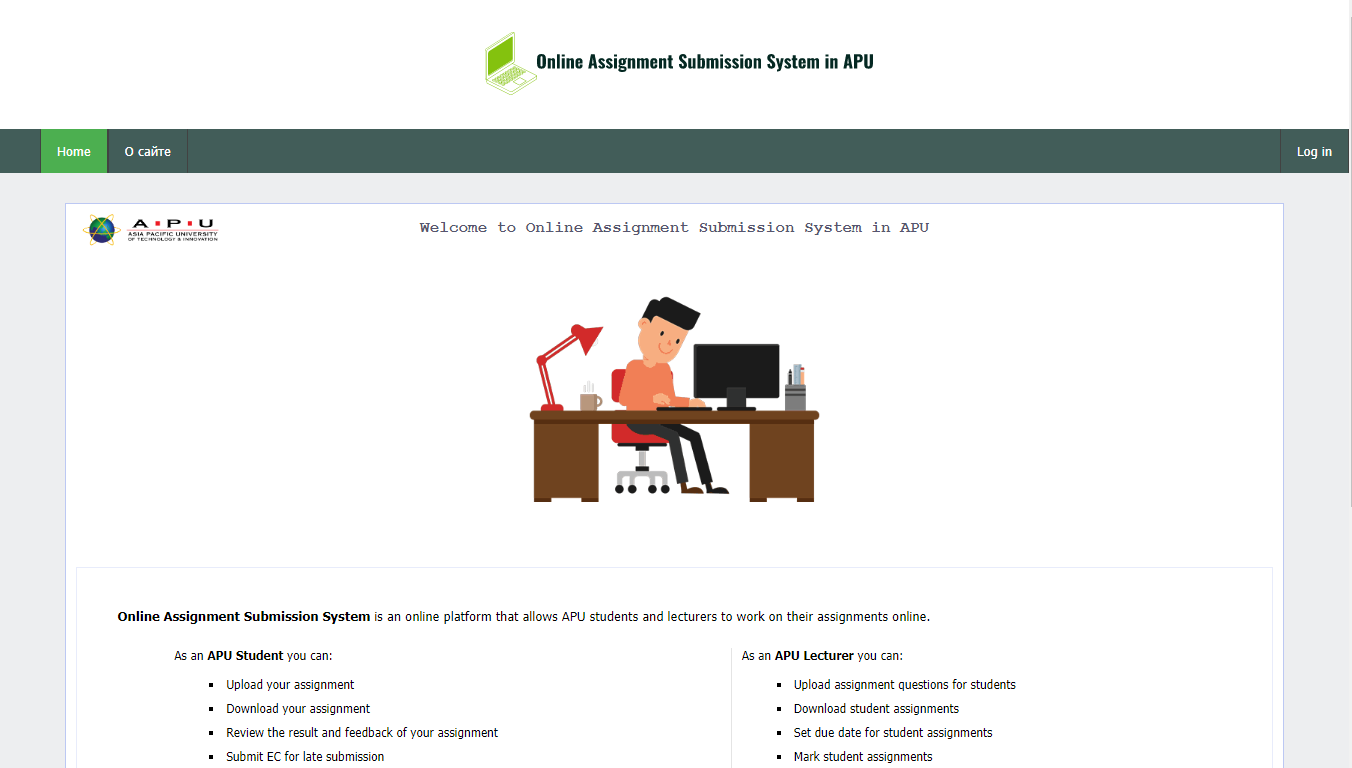 Online Assignment Submission System in APU
Home
О сайте
Log in
A·P·U
ASIA PACIFIC UNIVERSITY
OF TECHNOLOGY & INNOVATION
Welcome to Online Assignment Submission System in APU
Online Assignment Submission System is an online platform that allows APU students and lecturers to work on their assignments online.
As an APU Student you can:
▪ Upload your assignment
▪ Download your assignment
▪ Review the result and feedback of your assignment
▪ Submit EC for late submission
As an APU Lecturer you can:
▪ Upload assignment questions for students
▪ Download student assignments
▪ Set due date for student assignments
▪ Mark student assignments